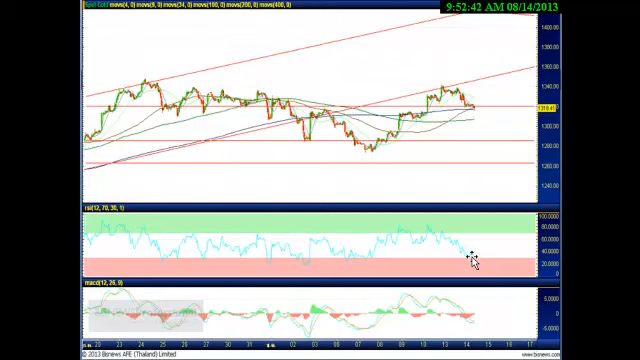 9:52:42 AM 08/14/2013
Spot Gold movs(4, 0) movs(9, 0) movs(34, 0) movs(100, 0) movs(200, 0) movs(400, 0)
1400.00
1360.00
1340.00
1319.41
1300.00
1280.00
1260.00
1240.00
rsi(12, 70, 30, 1)
100.0000
80.0000
60.0000
40.0000
20.0000
0
macd(12, 26, 9)
5.0000
0
-5.0000
ก.ค. 22 23 24 25 26 29 30 31 ส.ค. 02 05 06 07 08 09 10 13 14 15 16 17
© 2013 Bisnews AFE (Thailand) Limited
www.bisnews.com